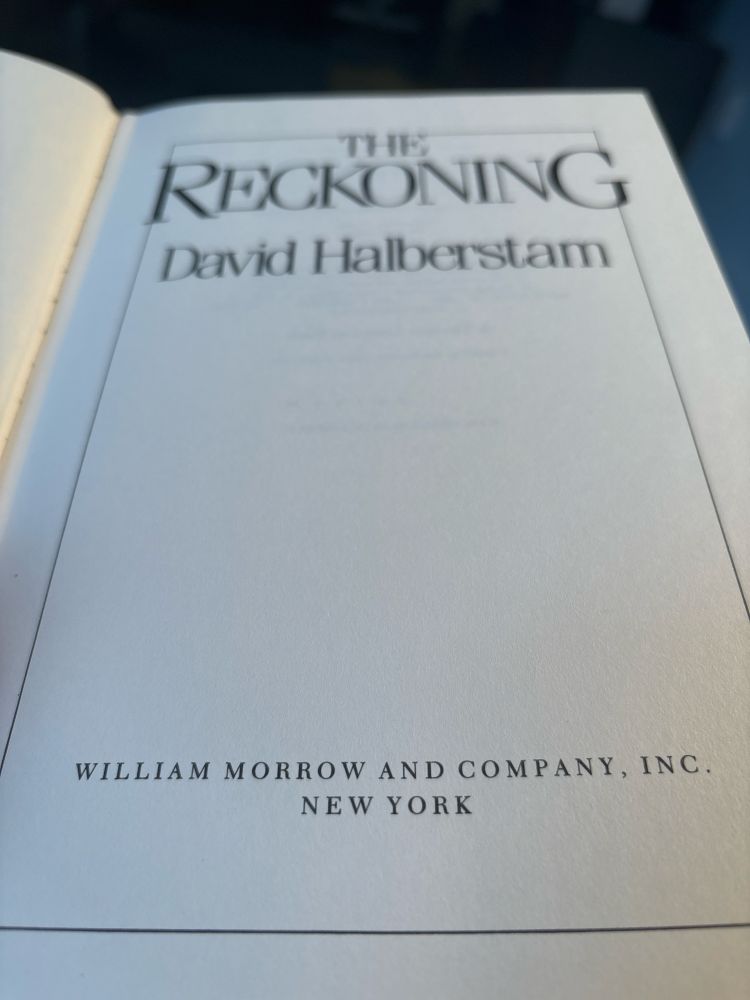 THE
RECKONING
David Halberstam
WILLIAM MORROW AND COMPANY, INC.
NEW YORK